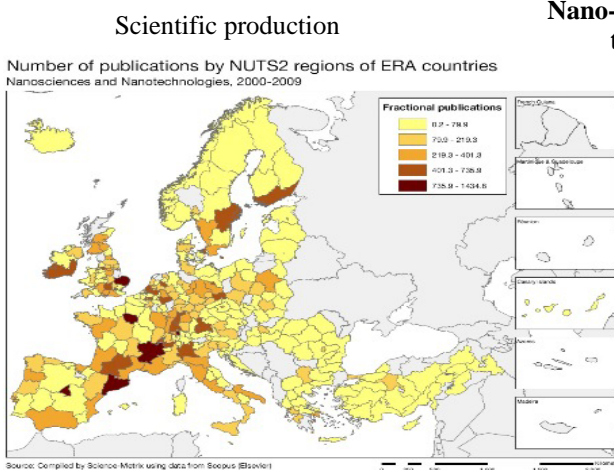 Scientific production
Nano-
t
Number of publications by NUTS2 regions of ERA countries
Nanosciences and Nanotechnologies, 2000-2009
Fractional publications
0.2 - 79.9
79.9 - 219.3
219.3 - 401.3
401.3 - 735.9
735.9 - 1434.8
French Guiana
Martinique & Guadeloupe
Réunion
Canary Islands
Azores
Madeira
Source: Compiled by Science-Metrix using data from Scopus (Elsevier)